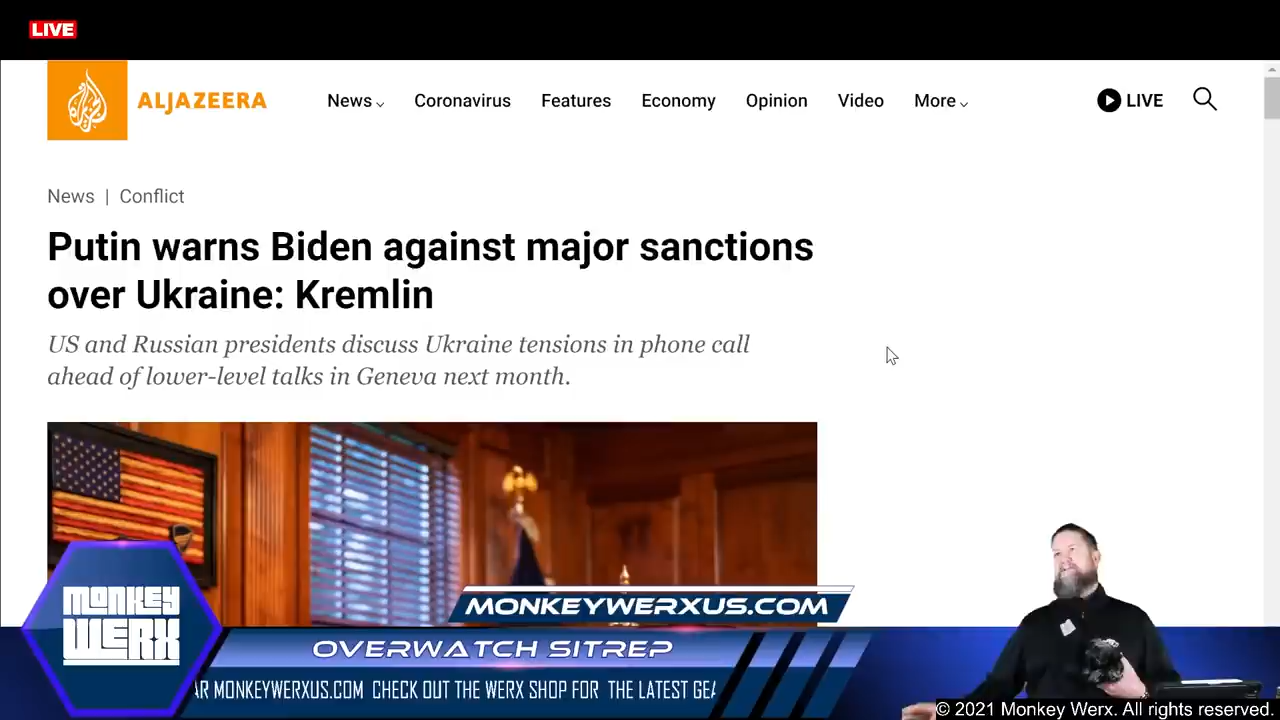 LIVE
ALJAZEERA
News
Coronavirus
Features
Economy
Opinion
Video
More
LIVE
News | Conflict
Putin warns Biden against major sanctions
over Ukraine: Kremlin
US and Russian presidents discuss Ukraine tensions in phone call
ahead of lower-level talks in Geneva next month.
MONKEY
WERX
MONKEYWERXUS.COM
OVERWATCH SITREP
AR MONKEYWERXUS.COM CHECK OUT THE WERX SHOP FOR THE LATEST GEA
© 2021 Monkey Werx. All rights reserved.